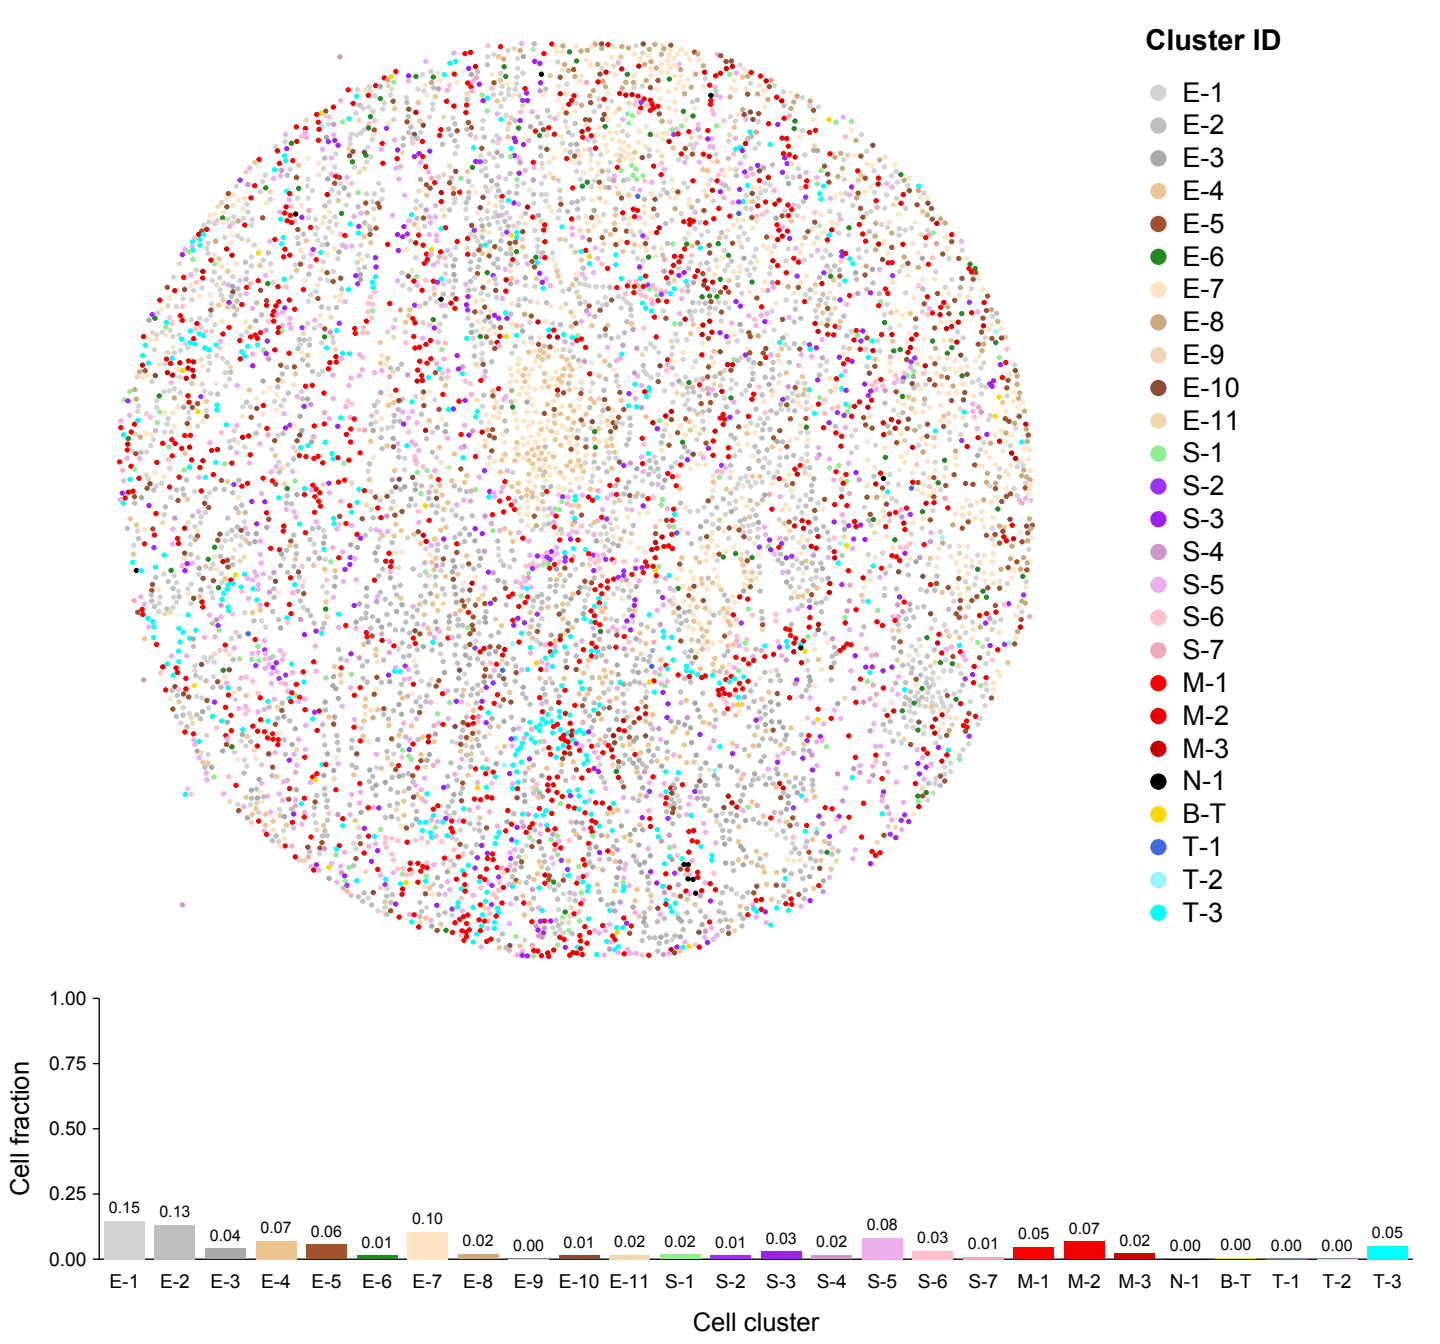 Cluster ID
E-1
E-2
E-3
E-4
E-5
E-6
E-7
E-8
E-9
E-10
E-11
S-1
S-2
S-3
S-4
S-5
S-6
S-7
M-1
M-2
M-3
N-1
B-T
T-1
T-2
T-3
1.00
0.75
0.50
0.25
0.00
Cell fraction
0.15 0.13 0.04 0.07 0.06 0.01 0.10 0.02 0.00 0.01 0.02 0.02 0.01 0.03 0.02 0.08 0.03 0.01 0.05 0.07 0.02 0.00 0.00 0.00 0.00 0.05
E-1 E-2 E-3 E-4 E-5 E-6 E-7 E-8 E-9 E-10 E-11 S-1 S-2 S-3 S-4 S-5 S-6 S-7 M-1 M-2 M-3 N-1 B-T T-1 T-2 T-3
Cell cluster